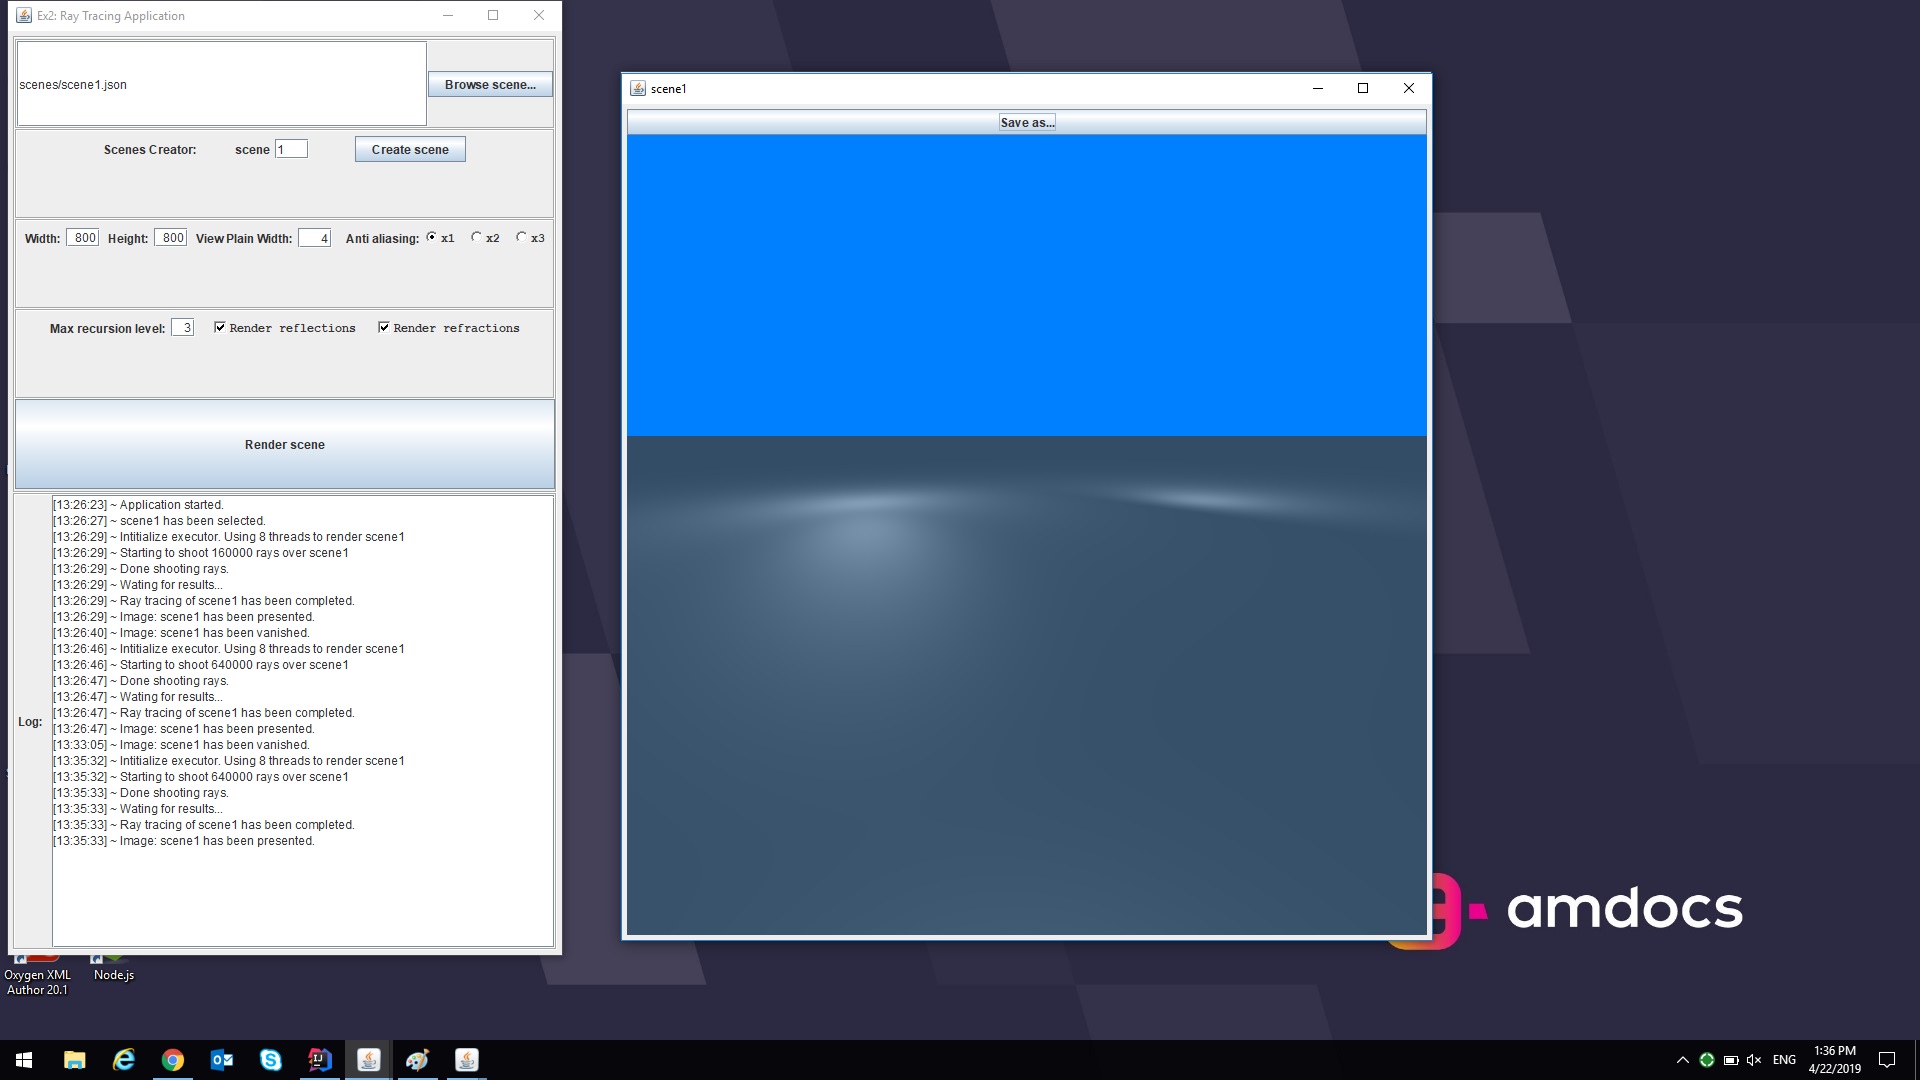 Ex2: Ray Tracing Application
scenes/scene1.json
Browse scene...
Scenes Creator: scene 1 Create scene
Width: 800 Height: 800 View Plain Width: 4 Anti aliasing: x1 x2 x3
Max recursion level: 3 Render reflections Render refractions
Render scene
Log:
[13:26:23] ~ Application started.
[13:26:27] ~ scene1 has been selected.
[13:26:29] ~ Intitialize executor. Using 8 threads to render scene1
[13:26:29] ~ Starting to shoot 160000 rays over scene1
[13:26:29] ~ Done shooting rays.
[13:26:29] ~ Wating for results...
[13:26:29] ~ Ray tracing of scene1 has been completed.
[13:26:29] ~ Image: scene1 has been presented.
[13:26:40] ~ Image: scene1 has been vanished.
[13:26:46] ~ Intitialize executor. Using 8 threads to render scene1
[13:26:46] ~ Starting to shoot 640000 rays over scene1
[13:26:47] ~ Done shooting rays.
[13:26:47] ~ Wating for results...
[13:26:47] ~ Ray tracing of scene1 has been completed.
[13:26:47] ~ Image: scene1 has been presented.
[13:33:05] ~ Image: scene1 has been vanished.
[13:35:32] ~ Intitialize executor. Using 8 threads to render scene1
[13:35:32] ~ Starting to shoot 640000 rays over scene1
[13:35:33] ~ Done shooting rays.
[13:35:33] ~ Wating for results...
[13:35:33] ~ Ray tracing of scene1 has been completed.
[13:35:33] ~ Image: scene1 has been presented.
scene1
Save as...
amdocs
Oxygen XML
Author 20.1
Node.js
ENG
1:36 PM
4/22/2019